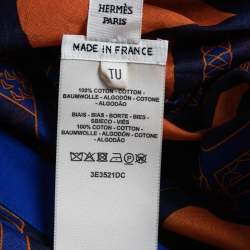 HERMÈS
PARIS
MADE IN FRANCE
TU
100% COTON - COTTON
BAUMWOLLE - ALGODÓN - COTONE -
ALGODÃO
BIAIS - BIAS - BORTE - BIES -
SBIECO - VIÉS
100% COTON - COTTON
BAUMWOLLE - ALGODÓN - COTONE
ALGODÃO
3E3521DC